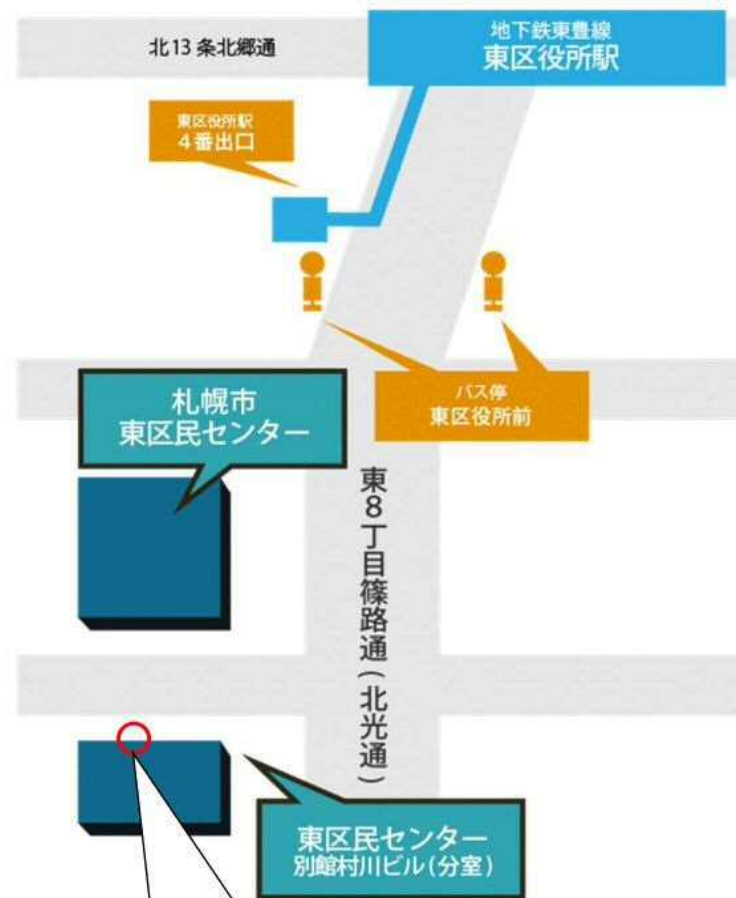 北13条北郷通
地下鉄東豊線
東区役所駅
東区役所駅
4番出口
バス停
東区役所前
札幌市
東区民センター
東8丁目篠路通(北光通)
東区民センター
別館村川ビル(分室)